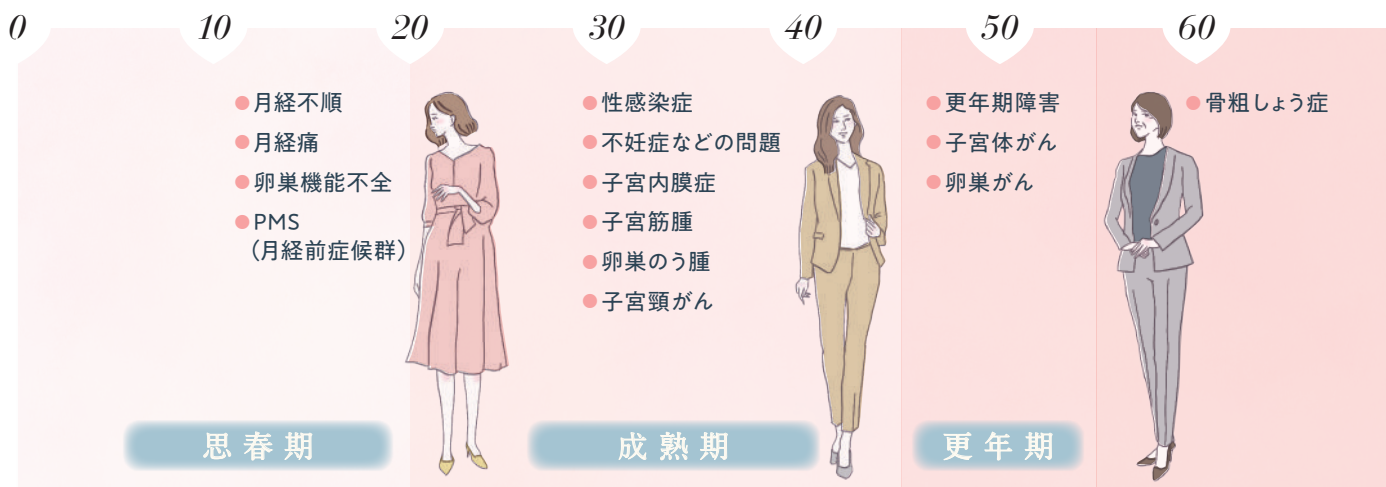 0
10
20
30
40
50
60
月経不順
月経痛
卵巣機能不全
PMS
(月経前症候群)
性感染症
不妊症などの問題
子宮内膜症
子宮筋腫
卵巣のう腫
子宮頸がん
更年期障害
子宮体がん
卵巣がん
骨粗しょう症
思春期
成熟期
更年期